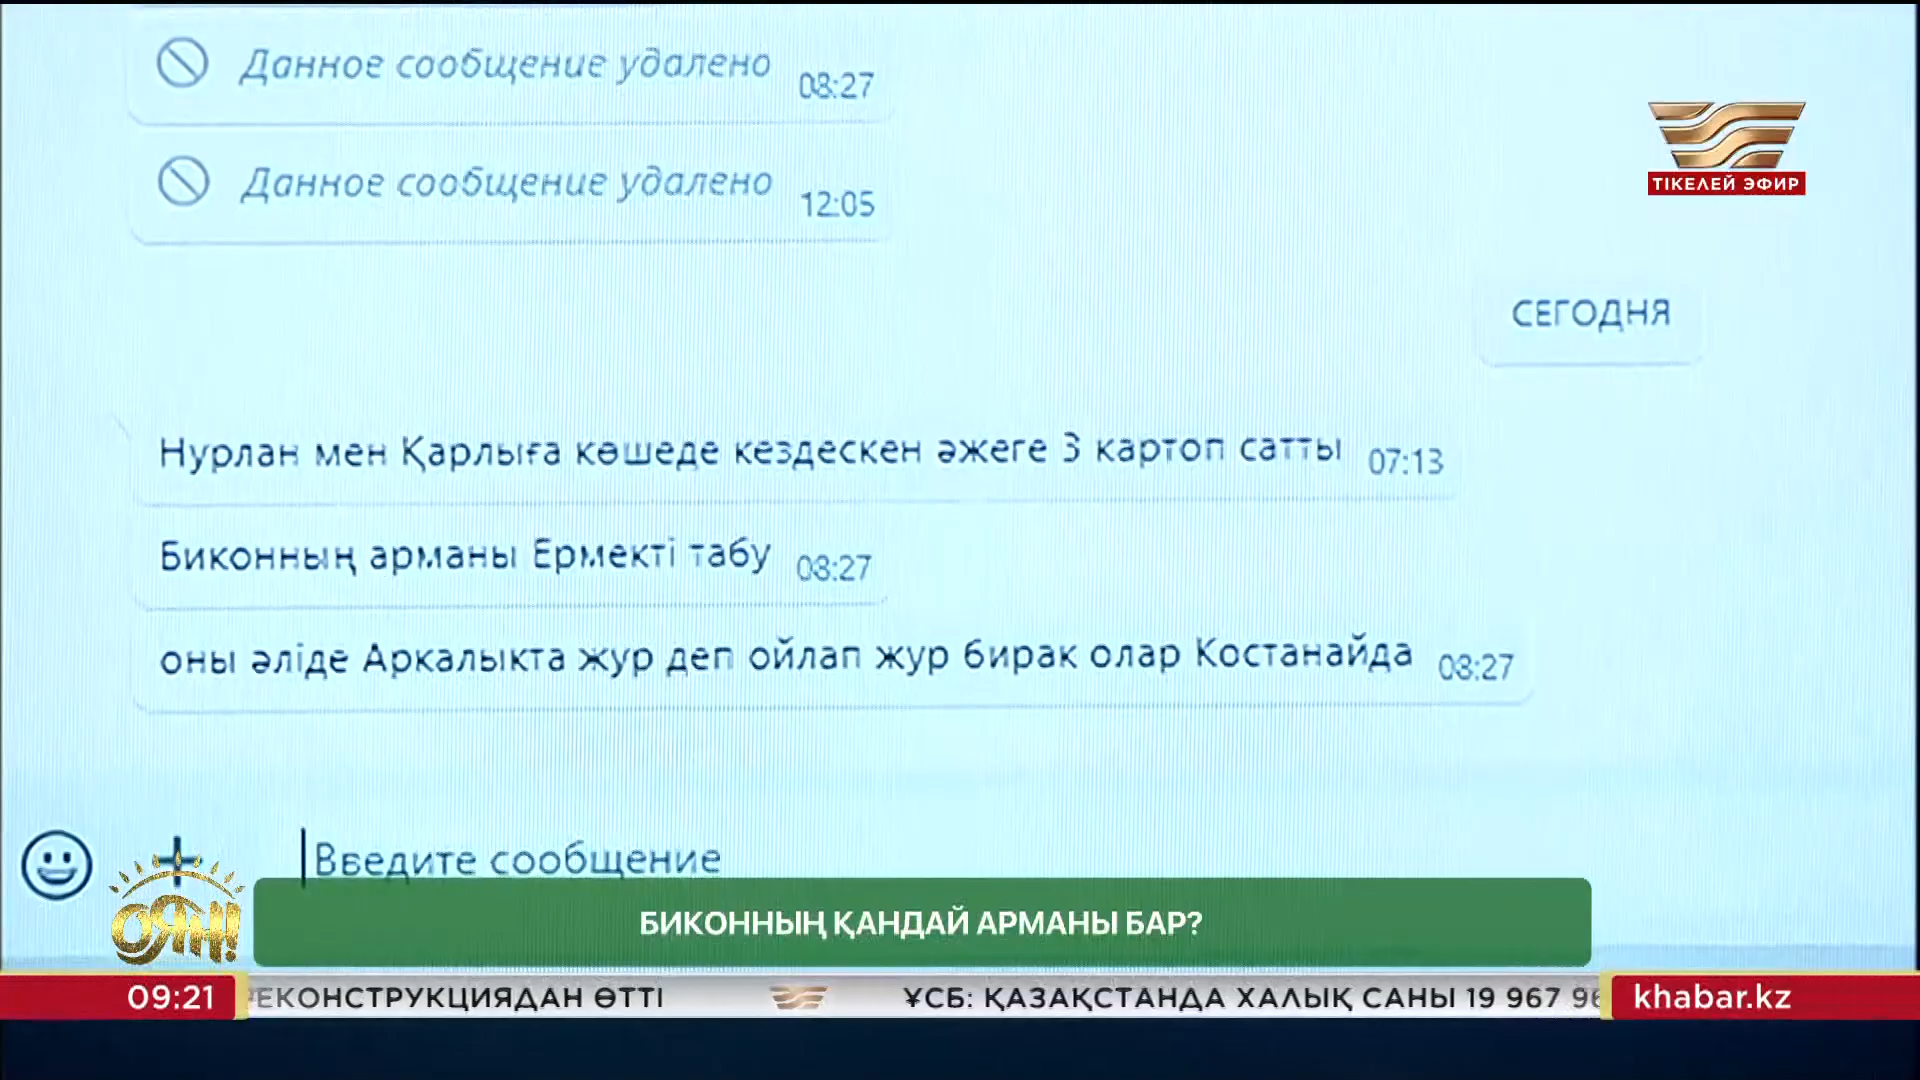 Данное сообщение удалено 08:27
Данное сообщение удалено 12:05
ТІКЕЛЕЙ ЭФИР
СЕГОДНЯ
Нурлан мен Қарлыға көшеде кездескен әжеге 3 картоп сатты 07:13
Биконның арманы Ермекті табу 08:27
оны әліде Аркалыкта жур деп ойлап жур бирак олар Костанайда 08:27
Введите сообщение
ОЯН!
БИКОННЫҢ ҚАНДАЙ АРМАНЫ БАР?
09:21 РЕКОНСТРУКЦИЯДАН ӨТТІ ҰСБ: ҚАЗАҚСТАНДА ХАЛЫҚ САНЫ 19 967 9 khabar.kz